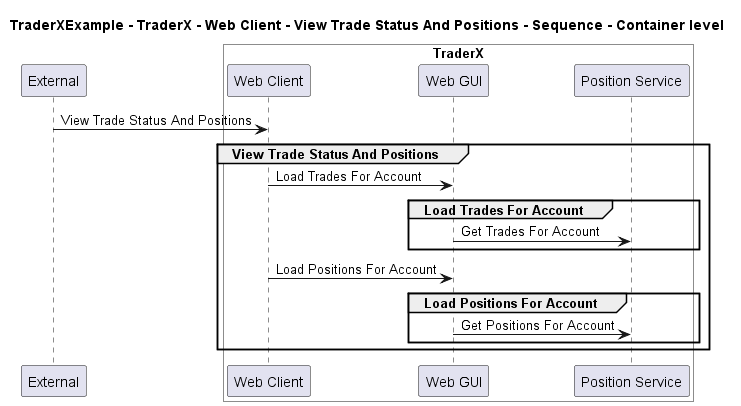 TraderXExample - TraderX - Web Client - View Trade Status And Positions - Sequence - Container level
TraderX
External
Web Client
Web GUI
Position Service
View Trade Status And Positions
View Trade Status And Positions
Load Trades For Account
Load Trades For Account
Get Trades For Account
Load Positions For Account
Load Positions For Account
Get Positions For Account
External
Web Client
Web GUI
Position Service